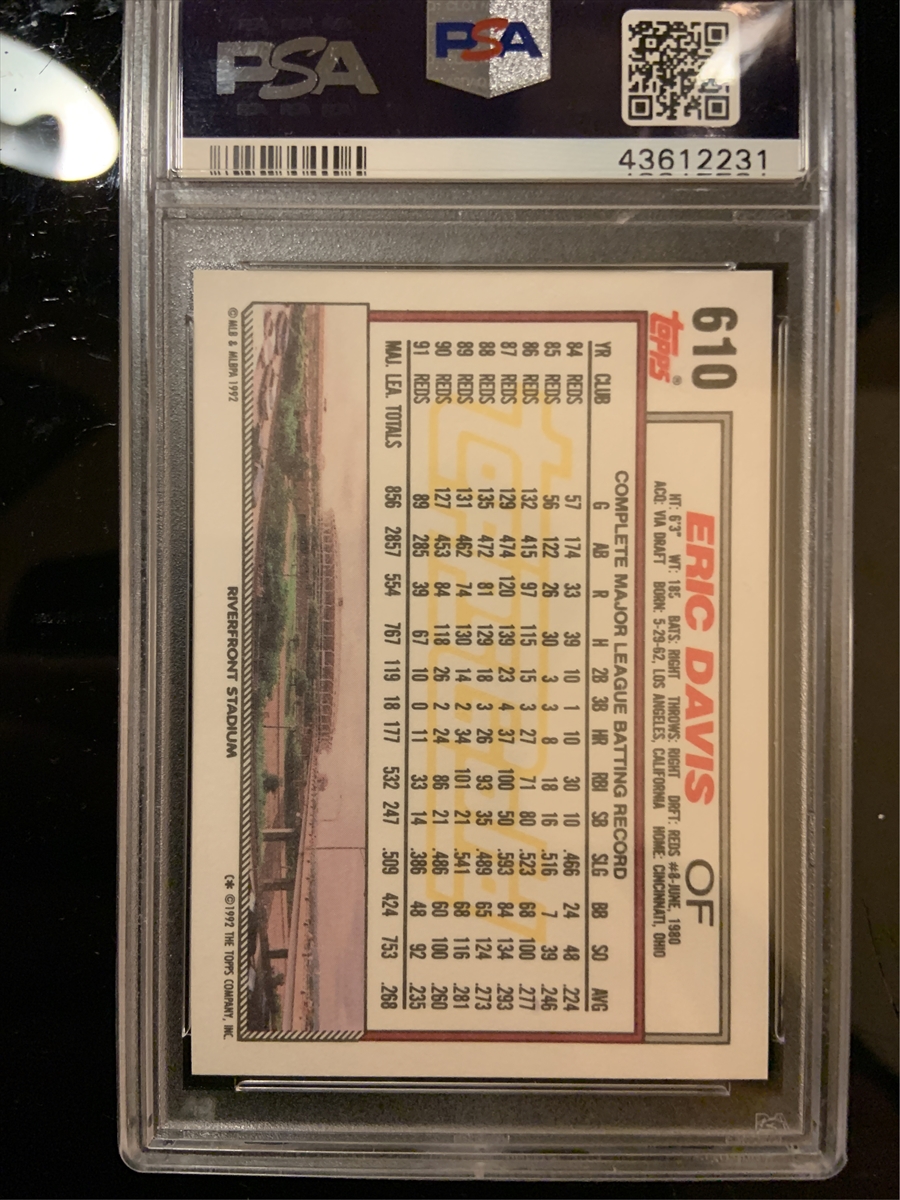 PSA
PSA
43612231
610
topps®
ERIC DAVIS OF
HT: 6'3" WT: 185 BATS: RIGHT THROWS: RIGHT DRFT: REDS #8-JUNE, 1980
ACQ: VIA DRAFT BORN: 5-29-62, LOS ANGELES, CALIFORNIA HOME: CINCINNATI, OHIO
COMPLETE MAJOR LEAGUE BATTING RECORD
YR CLUB G AB R H 2B 3B HR RBI SB SLG BB SO AVG
84 REDS 57 174 33 39 10 1 10 30 10 .466 24 48 .224
85 REDS 56 122 26 30 3 3 8 18 16 .516 7 39 .246
86 REDS 132 415 97 115 15 3 27 71 80 .523 68 100 .277
87 REDS 129 474 120 139 23 4 37 100 50 .593 84 134 .293
88 REDS 135 472 81 129 18 3 26 93 35 .489 65 124 .273
89 REDS 131 462 74 130 14 2 34 101 21 .541 68 116 .281
90 REDS 127 453 84 118 26 2 24 86 21 .486 60 100 .260
91 REDS 89 285 39 67 10 0 11 33 14 .386 48 92 .235
MAJ. LEA. TOTALS 856 2857 554 767 119 18 177 532 247 .509 424 753 .268
RIVERFRONT STADIUM
© MLB & MLBPA 1992
(* ©1992 THE TOPPS COMPANY, INC.